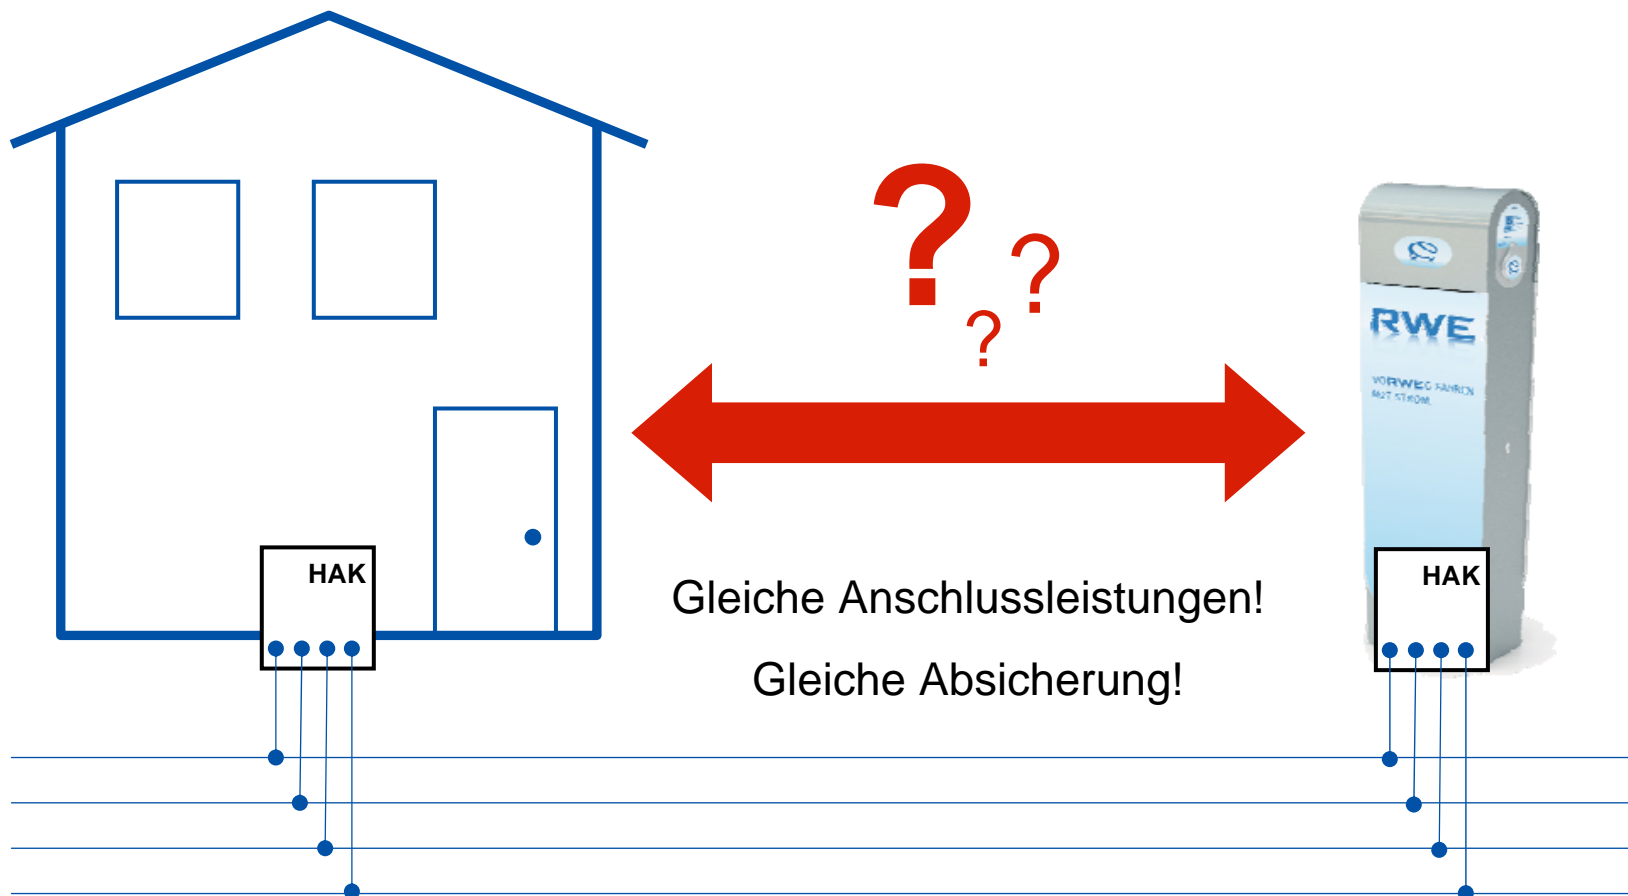 ?
?
?
RWE
VORWEG FAHREN
MIT STROM.
HAK
Gleiche Anschlussleistungen!
HAK
Gleiche Absicherung!